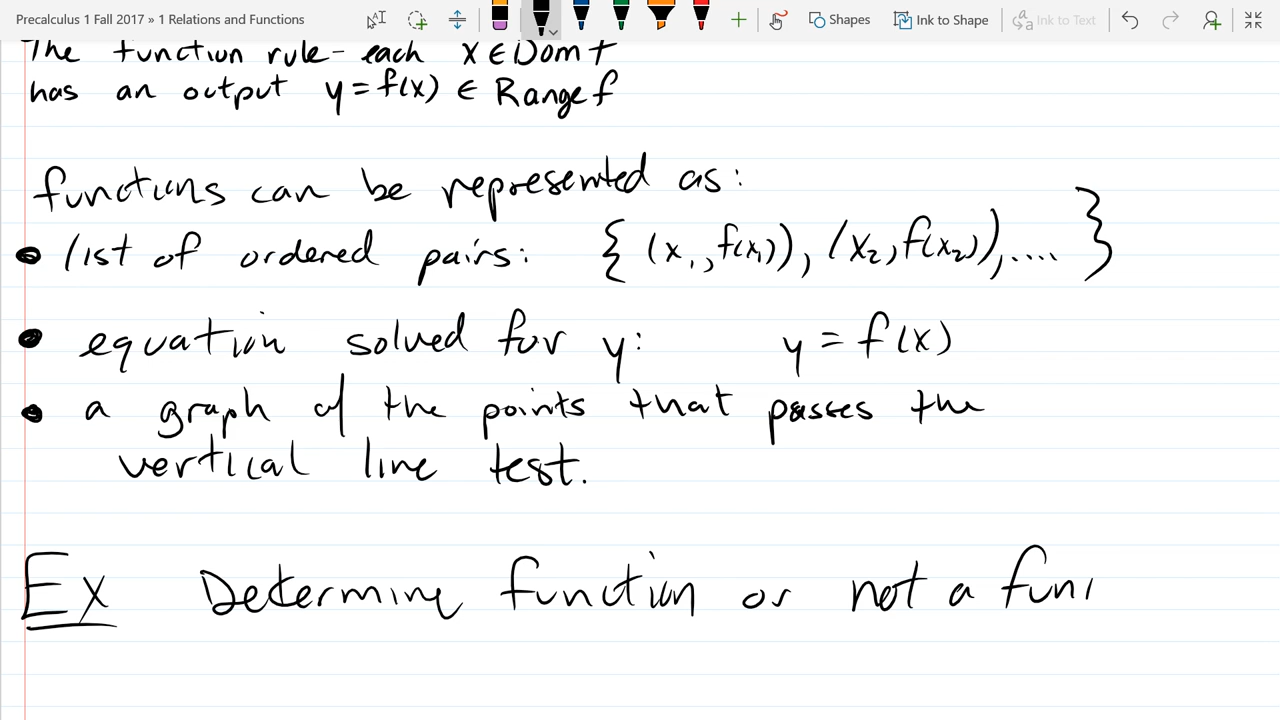 Precalculus 1 Fall 2017 » 1 Relations and Functions
Shapes
Ink to Shape
Ink to Text
The function rule - each x ∈ Dom f
has an output y = f(x) ∈ Range f
functions can be represented as:
• list of ordered pairs: { (x₁, f(x₁)), (x₂, f(x₂)), .... }
• equation solved for y: y = f(x)
• a graph of the points that passes the
vertical line test.
Ex Determine function or not a fun